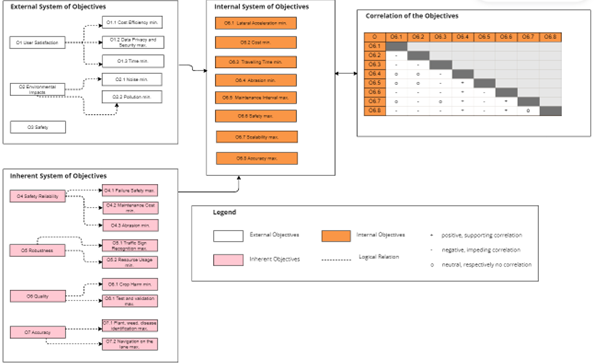 External System of Objectives
O1 User Satisfaction
O1.1 Cost Efficiency min.
O1.2 Data Privacy and
Security max.
O1.3 Time min.
O2 Environmental
Impacts
O2.1 Noise min.
O2.2 Pollution min.
O3 Safety
Internal System of Objectives
O6.1 Lateral Acceleration min.
O6.2 Cost min.
O6.3 Travelling Time min.
O6.4 Abrasion min.
O6.5 Maintenance Interval max.
O6.6 Safety max.
O6.7 Scalability max.
O6.8 Accuracy max.
Correlation of the Objectives
O O6.1 O6.2 O6.3 O6.4 O6.5 O6.6 O6.7 O6.8
O6.1
O6.2 -
O6.3 - -
O6.4 o o -
O6.5 o o - +
O6.6 - - - + -
O6.7 o - o - +
O6.8 - - - + - + o
Inherent System of Objectives
O4 Safety-Reliability
O4.1 Failure Safety max.
O4.2 Maintenance Cost
min.
O4.3 Abrasion min.
O5 Robustness
O5.1 Traffic Sign
Recognition max.
O5.2 Resource Usage
min.
O6 Quality
O6.1 Crop Harm min.
O6.1 Test and validation
max.
O7 Accuracy
O7.1 Plant, weed, disease
identification max.
O7.2 Navigation on the
lane max.
Legend
External Objectives
Internal Objectives
Inherent Objectives
Logical Relation
+ positive, supporting correlation
- negative, impeding correlation
o neutral, respectively no correlation